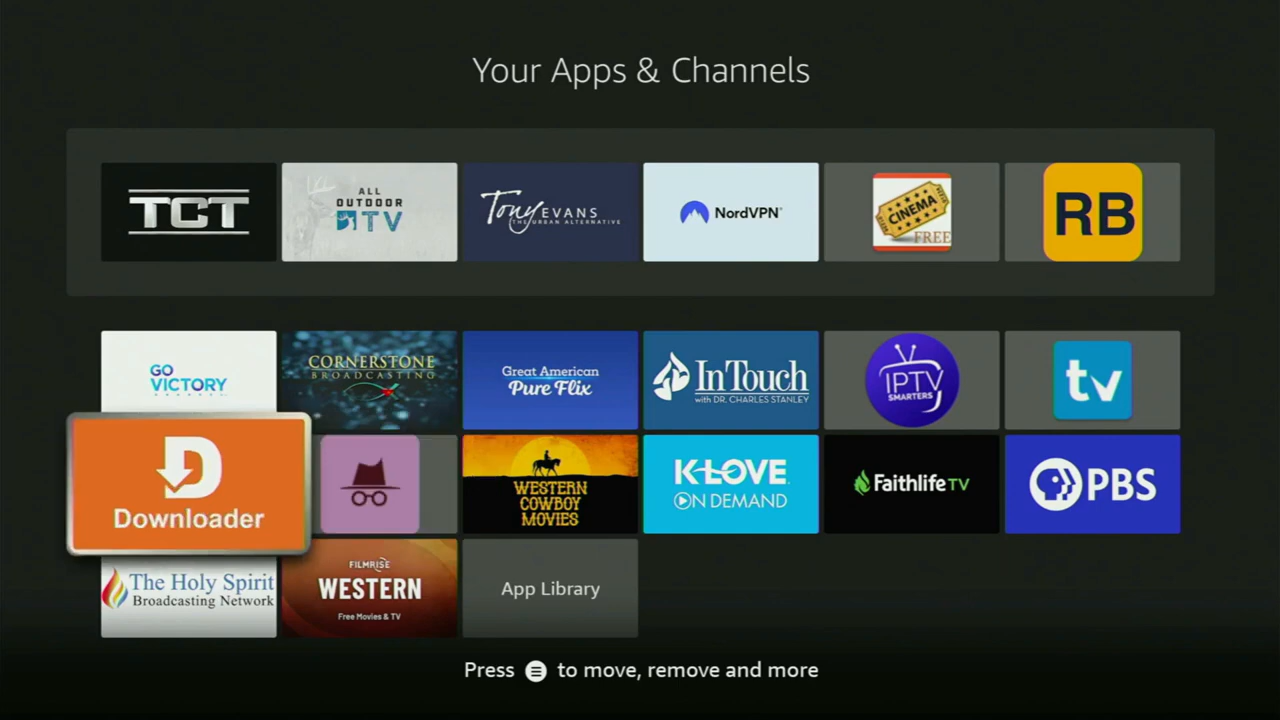 Your Apps & Channels
TCT
ALL
OUTDOOR
TV
Tony EVANS
THE URBAN ALTERNATIVE
NordVPN
CINEMA
FREE
RB
GO
VICTORY
CORNERSTONE
BROADCASTING
Great American
Pure Flix
InTouch
with DR. CHARLES STANLEY
IPTV
SMARTERS
tv
Downloader
WESTERN
COWBOY
MOVIES
K-LOVE
ON DEMAND
Faithlife TV
PBS
The Holy Spirit
Broadcasting Network
FILMRISE
WESTERN
Free Movies & TV
App Library
Press to move, remove and more